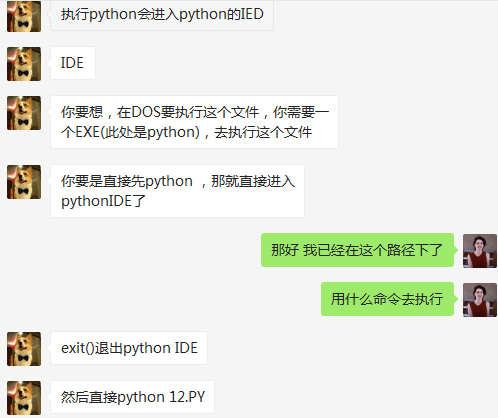 执行python会进入python的IED
IDE
你要想，在DOS要执行这个文件，你需要一
个EXE(此处是python)，去执行这个文件
你要是直接先python ，那就直接进入
pythonIDE了
那好 我已经在这个路径下了
用什么命令去执行
exit()退出python IDE
然后直接python 12.PY